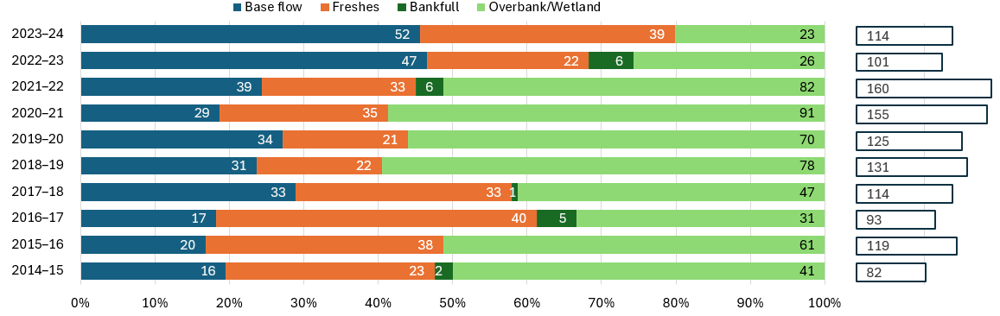 Base flow Freshes Bankfull Overbank/Wetland
2023–24 52 39 23 114
2022–23 47 22 6 26 101
2021–22 39 33 6 82 160
2020–21 29 35 91 155
2019–20 34 21 70 125
2018–19 31 22 78 131
2017–18 33 33 1 47 114
2016–17 17 40 5 31 93
2015–16 20 38 61 119
2014–15 16 23 2 41 82
0% 10% 20% 30% 40% 50% 60% 70% 80% 90% 100%